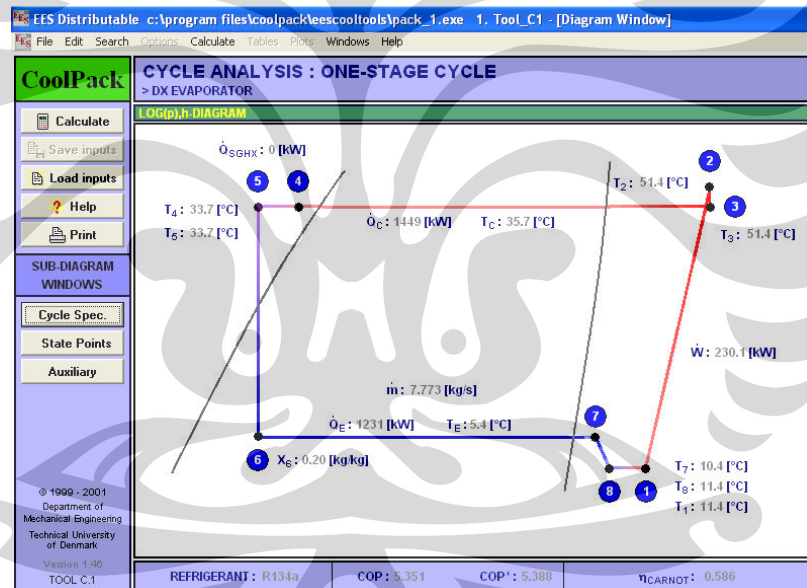 EES Distributable c:\program files\coolpack\eescooltools\pack_1.exe 1. Tool_C1 - [Diagram Window]
File Edit Search Options Calculate Tables Plots Windows Help
CoolPack
CYCLE ANALYSIS : ONE-STAGE CYCLE
> DX EVAPORATOR
LOG(p),h-DIAGRAM
Calculate
Save inputs
Load inputs
? Help
Print
SUB-DIAGRAM
WINDOWS
Cycle Spec.
State Points
Auxiliary
© 1999 - 2001
Department of
Mechanical Engineering
Technical University
of Denmark
Version 1.46
TOOL C.1
Q̇SGHX : 0 [kW]
5 4
T4 : 33.7 [°C]
T5 : 33.7 [°C]
Q̇C : 1449 [kW] TC : 35.7 [°C]
2
T2 : 51.4 [°C]
3
T3 : 51.4 [°C]
Ẇ : 230.1 [kW]
ṁ : 7.773 [kg/s]
Q̇E : 1231 [kW] TE : 5.4 [°C]
7
6 X6 : 0.20 [kg/kg]
8 1
T7 : 10.4 [°C]
T8 : 11.4 [°C]
T1 : 11.4 [°C]
REFRIGERANT : R134a COP : 5.351 COP* : 5.388 ηCARNOT : 0.586